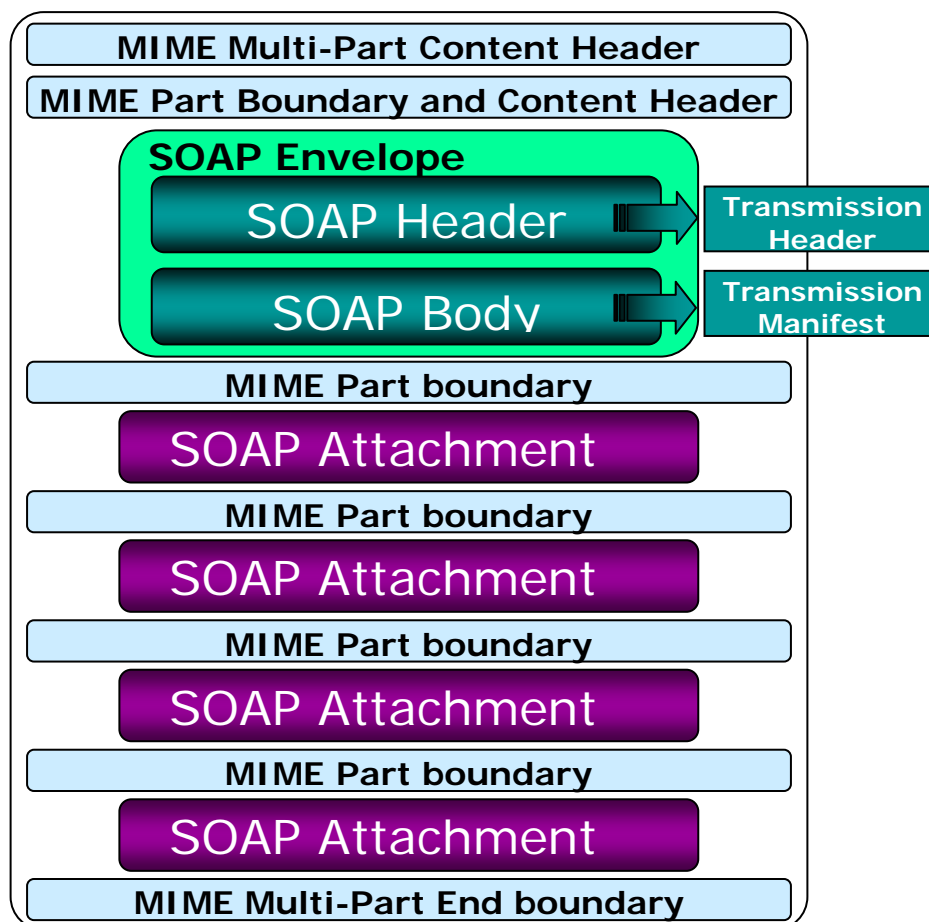 MIME Multi-Part Content Header
MIME Part Boundary and Content Header
SOAP Envelope
SOAP Header
Transmission
Header
SOAP Body
Transmission
Manifest
MIME Part boundary
SOAP Attachment
MIME Part boundary
SOAP Attachment
MIME Part boundary
SOAP Attachment
MIME Part boundary
SOAP Attachment
MIME Multi-Part End boundary